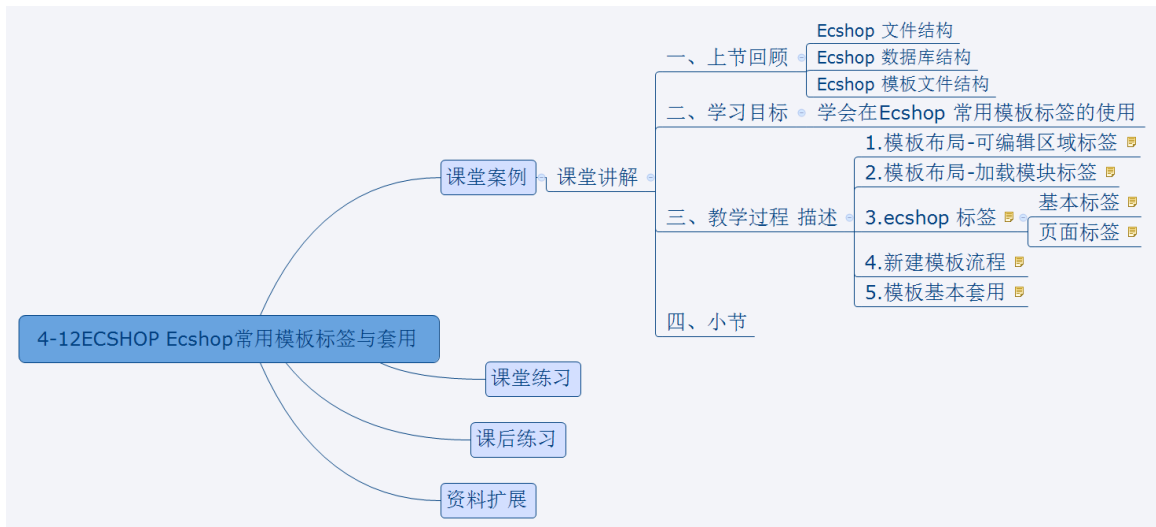 4-12ECSHOP Ecshop常用模板标签与套用
课堂案例
课堂讲解
一、上节回顾
Ecshop 文件结构
Ecshop 数据库结构
Ecshop 模板文件结构
二、学习目标
学会在Ecshop 常用模板标签的使用
三、教学过程 描述
1.模板布局-可编辑区域标签
2.模板布局-加载模块标签
3.ecshop 标签
基本标签
页面标签
4.新建模板流程
5.模板基本套用
四、小节
课堂练习
课后练习
资料扩展